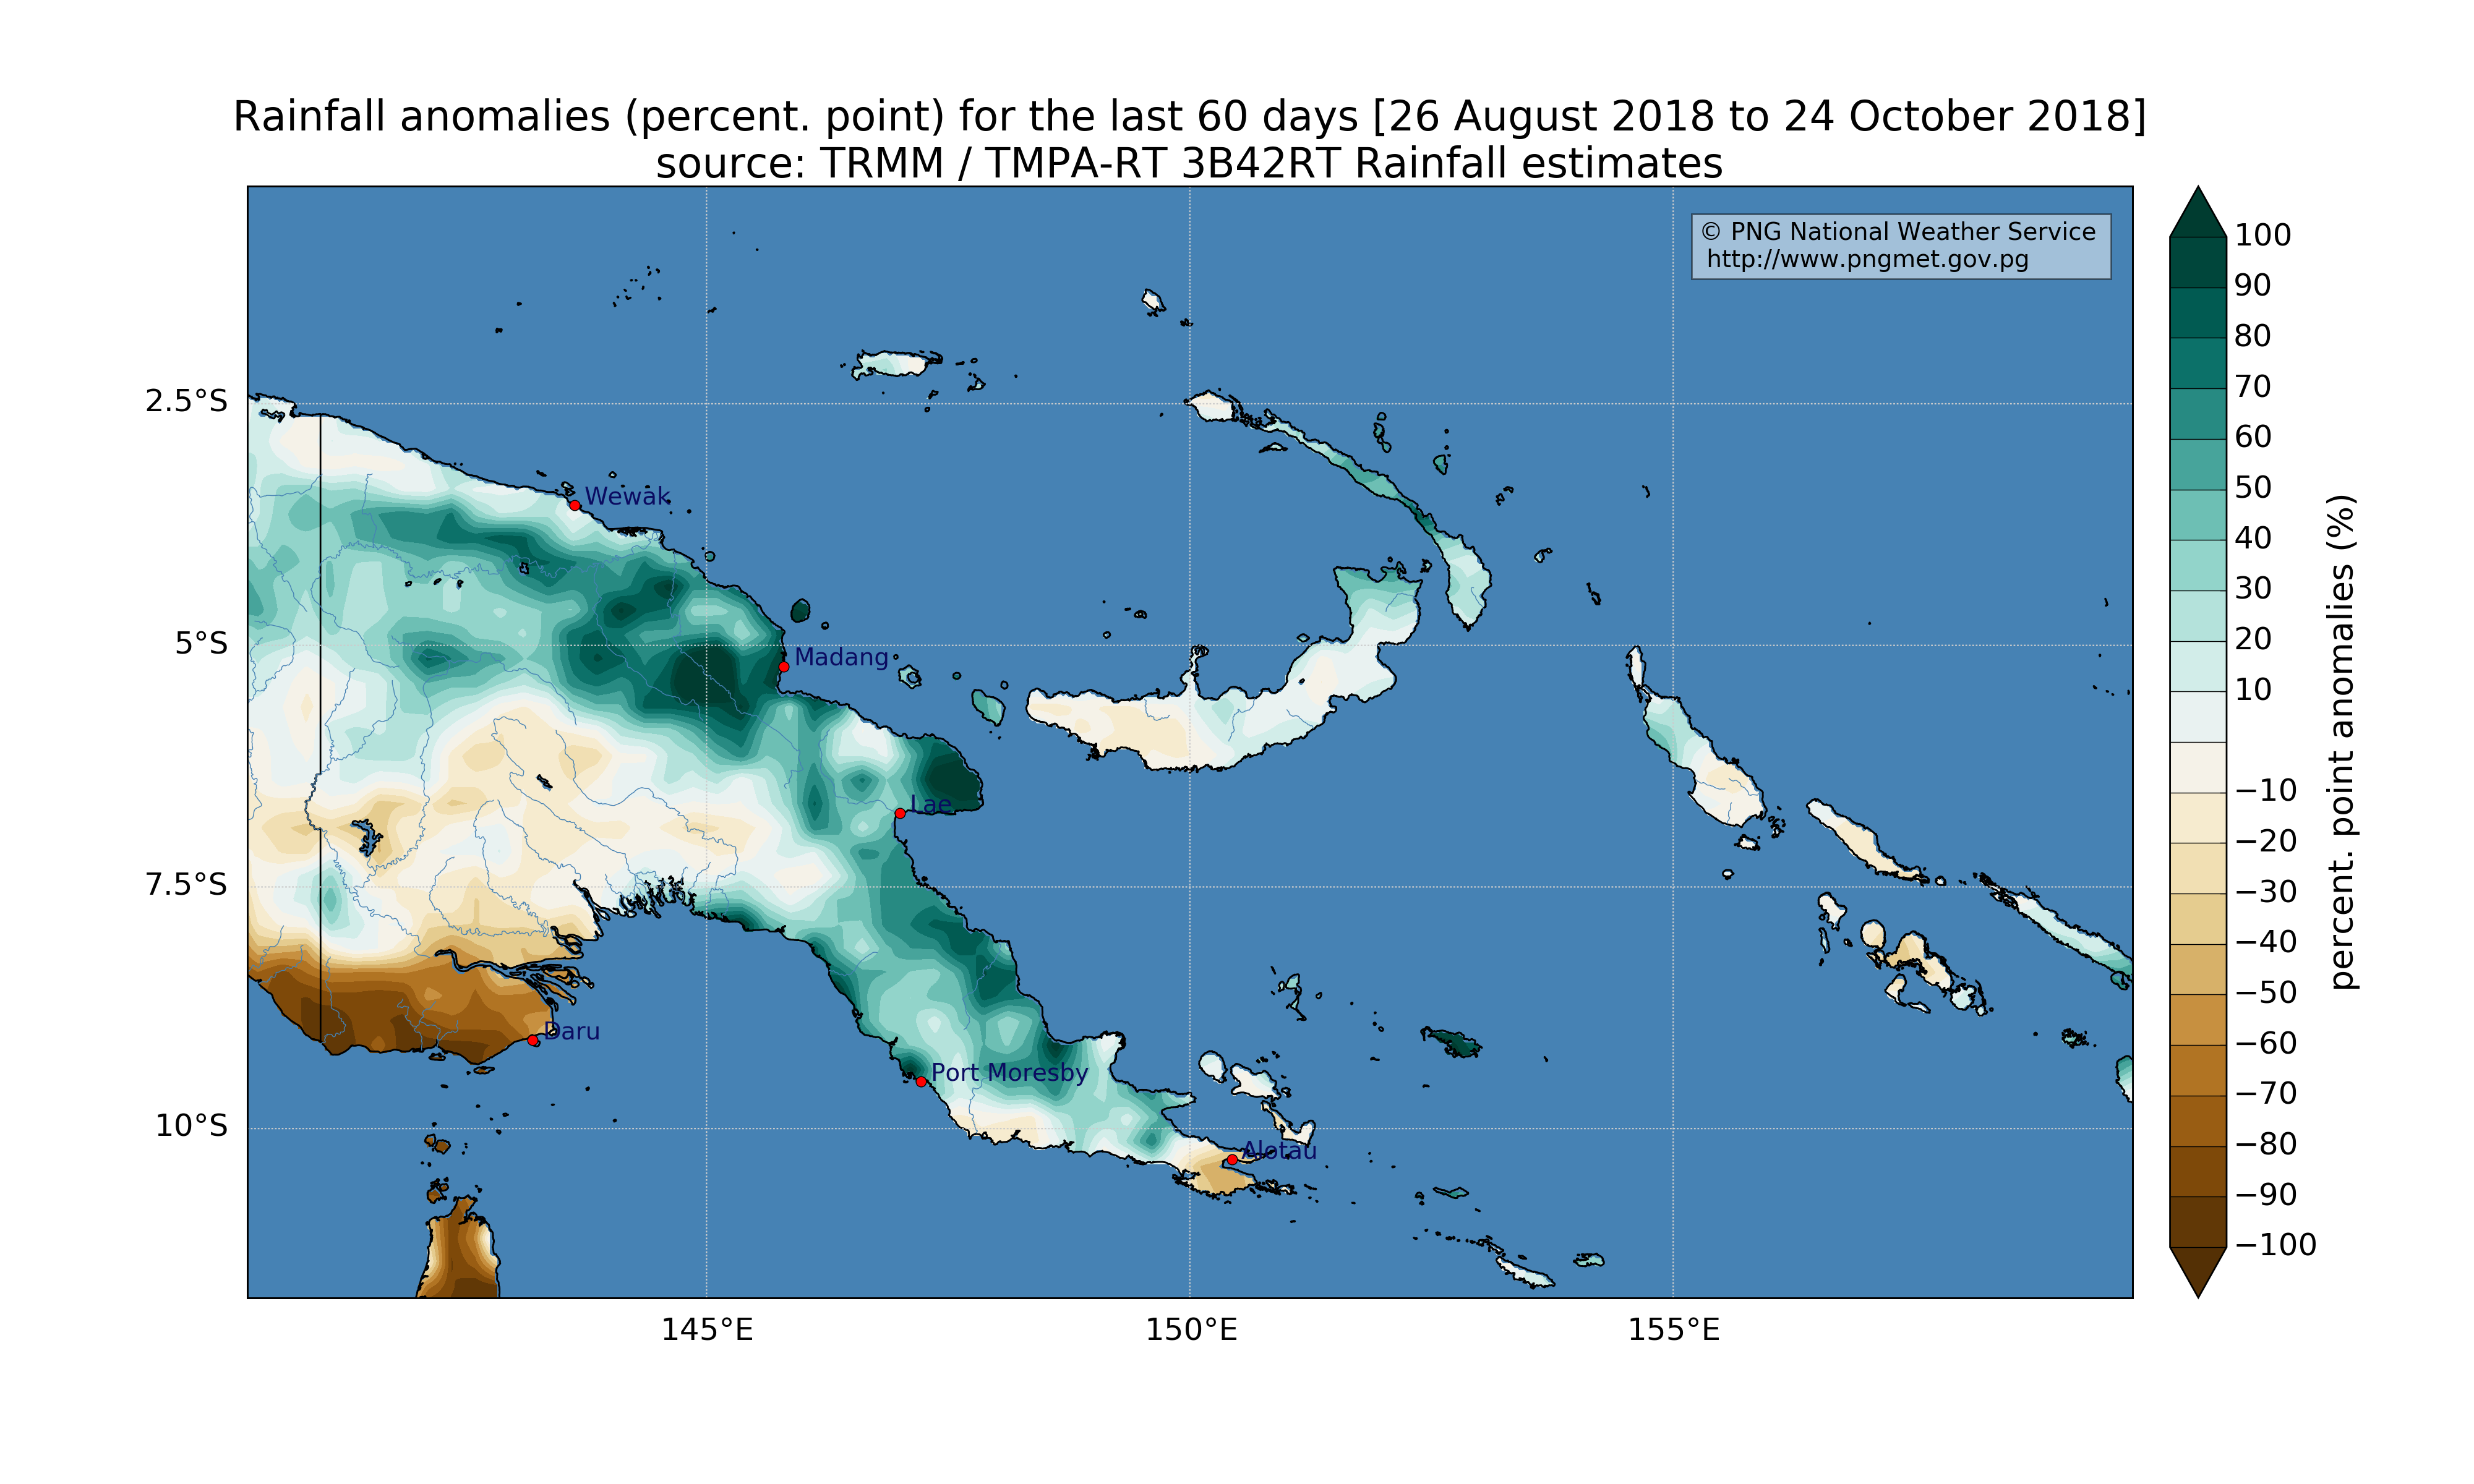 Rainfall anomalies (percent. point) for the last 60 days [26 August 2018 to 24 October 2018]
source: TRMM / TMPA-RT 3B42RT Rainfall estimates
© PNG National Weather Service
http://www.pngmet.gov.pg
2.5°S
5°S
7.5°S
10°S
145°E
150°E
155°E
Wewak
Madang
Lae
Daru
Port Moresby
Alotau
100
90
80
70
60
50
40
30
20
10
−10
−20
−30
−40
−50
−60
−70
−80
−90
−100
percent. point anomalies (%)